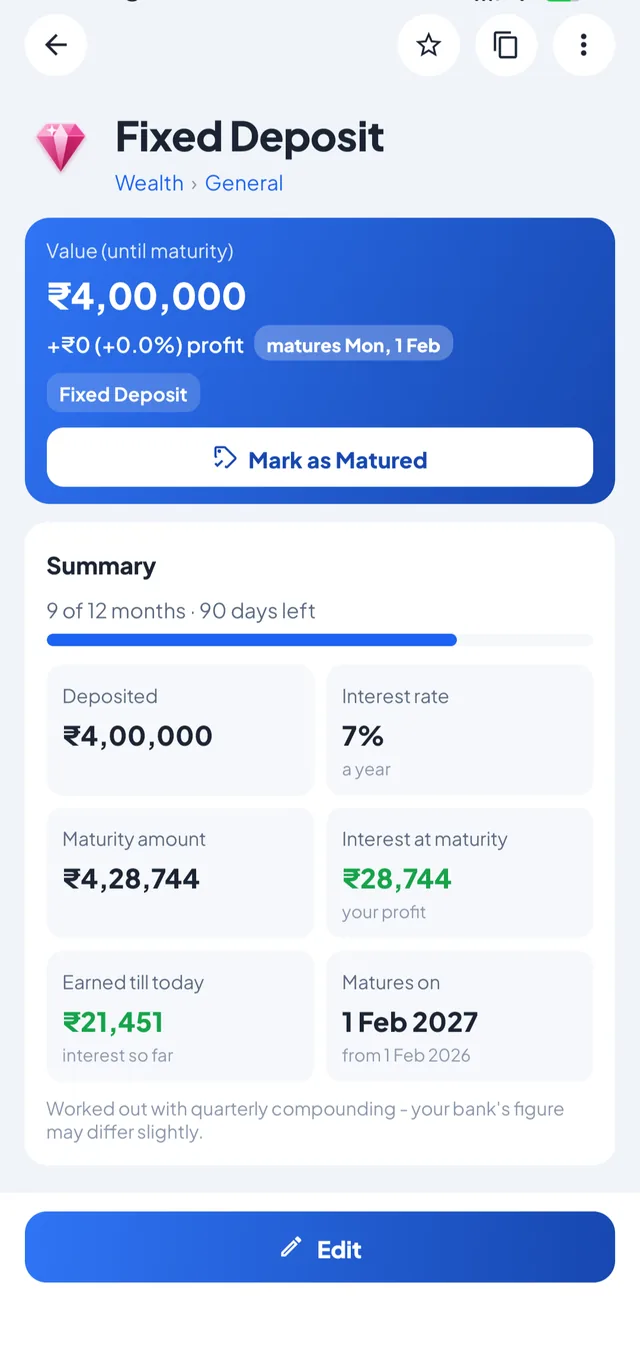 Fixed Deposit
Wealth › General
Value (until maturity)
₹4,00,000
+₹0 (+0.0%) profit matures Mon, 1 Feb
Fixed Deposit
Mark as Matured
Summary
9 of 12 months · 90 days left
Deposited
₹4,00,000
Interest rate
7%
a year
Maturity amount
₹4,28,744
Interest at maturity
₹28,744
your profit
Earned till today
₹21,451
interest so far
Matures on
1 Feb 2027
from 1 Feb 2026
Worked out with quarterly compounding - your bank's figure
may differ slightly.
Edit